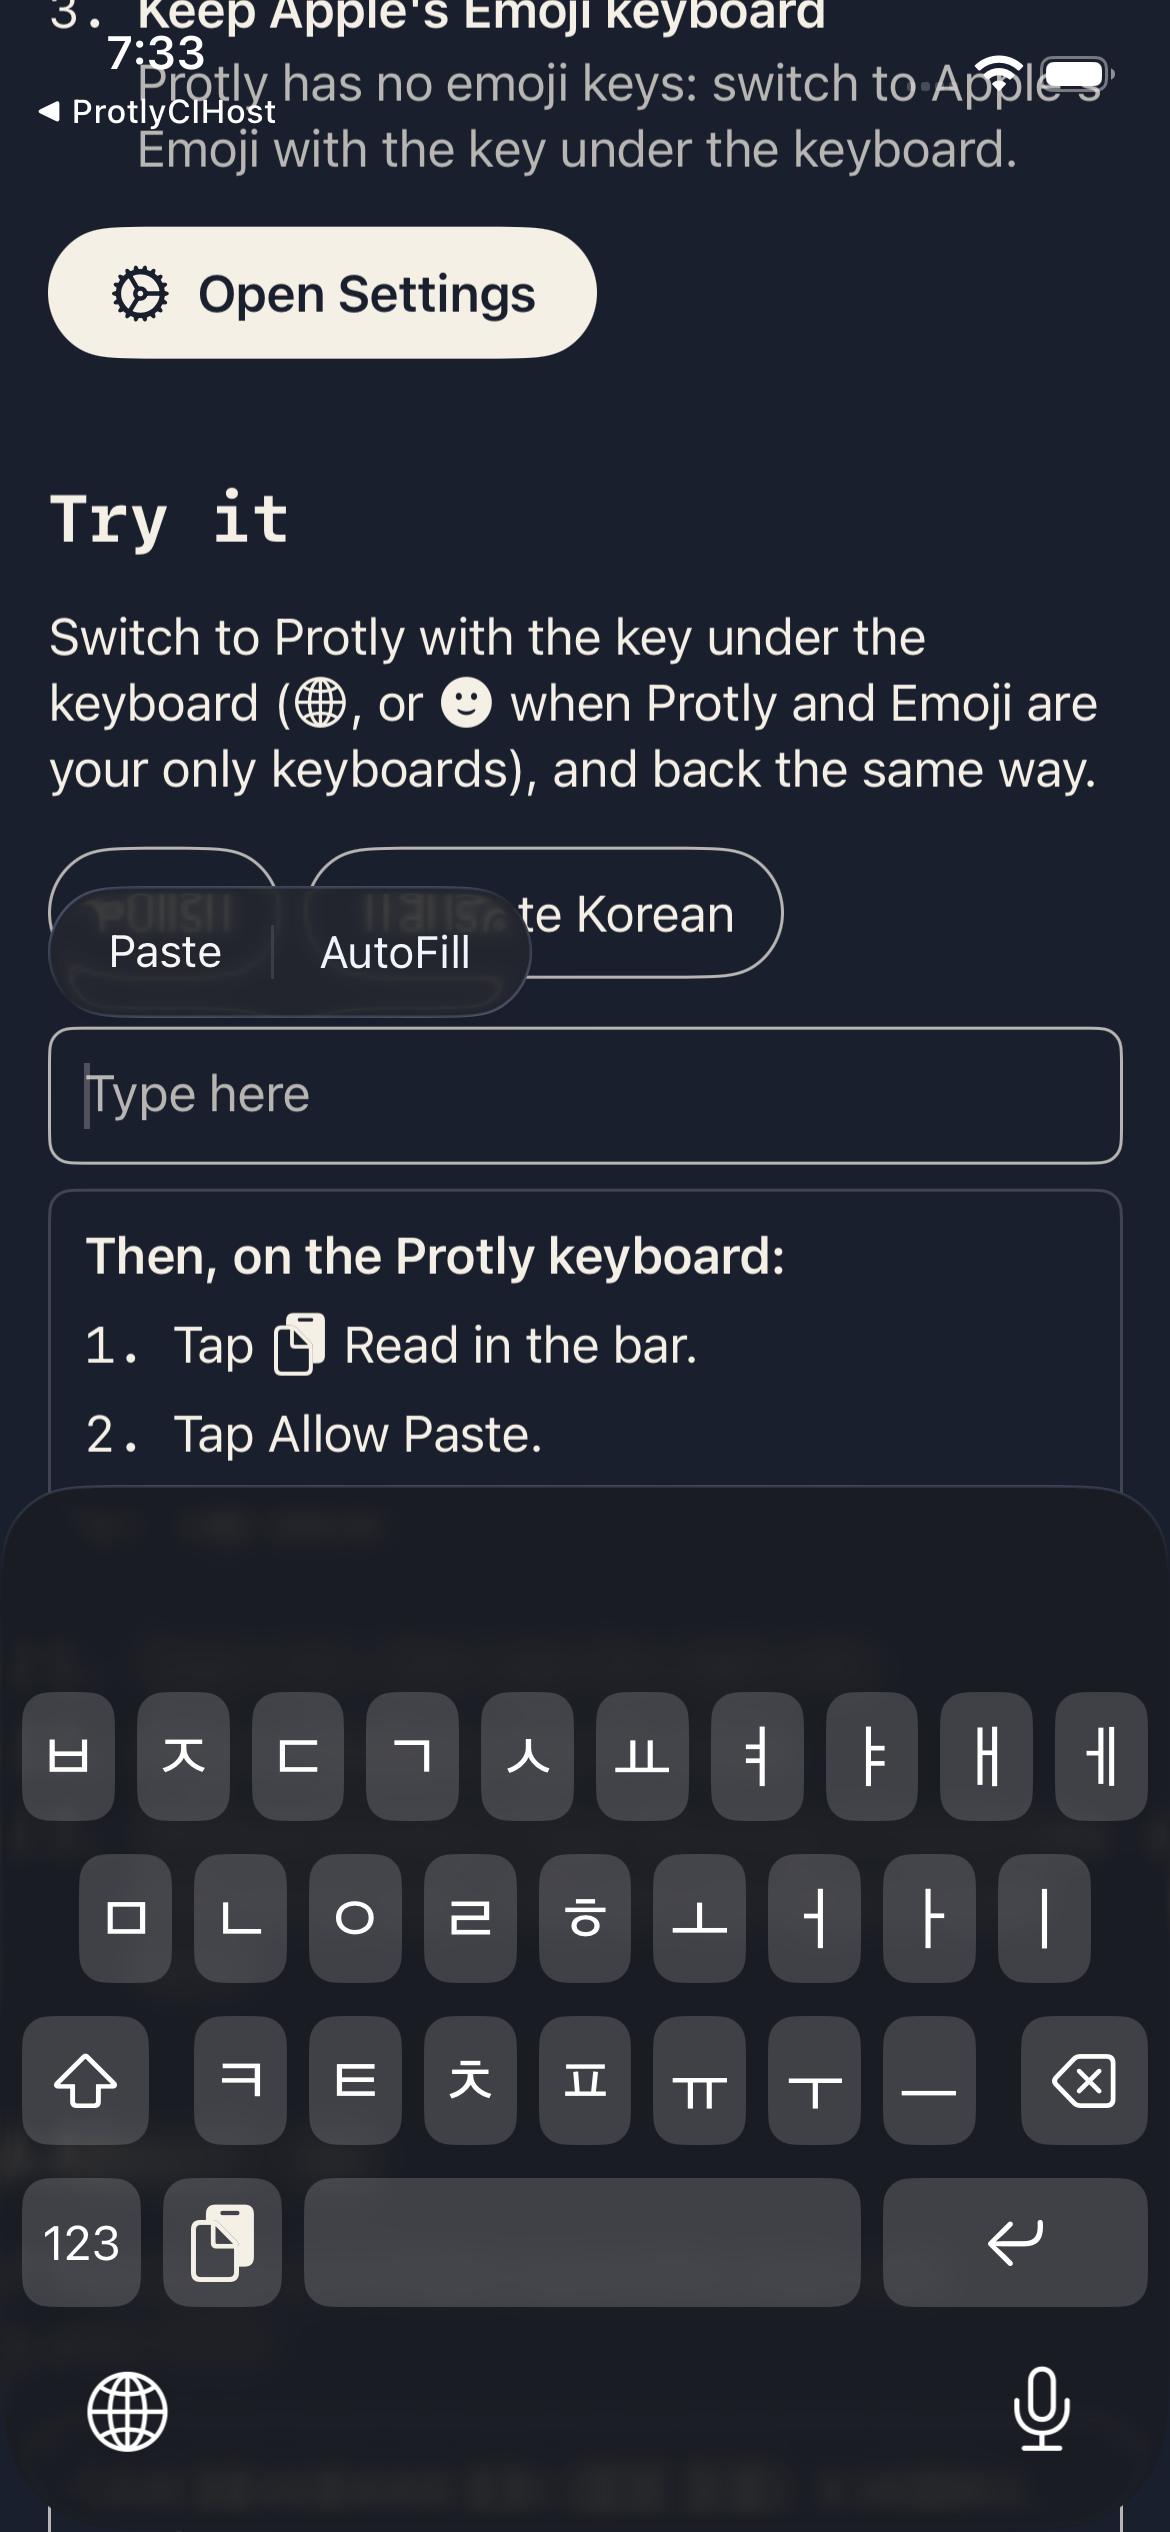 3. Keep Apple's Emoji keyboard
7:33
Protly has no emoji keys: switch to Apple's
ProtlyCIHost
Emoji with the key under the keyboard.
Open Settings
Try it
Switch to Protly with the key under the
keyboard (, or when Protly and Emoji are
your only keyboards), and back the same way.
te Korean
Paste
AutoFill
Type here
Then, on the Protly keyboard:
1. Tap Read in the bar.
2. Tap Allow Paste.
ㅂ ㅈ ㄷ ㄱ ㅅ ㅛ ㅕ ㅑ ㅐ ㅔ
ㅁ ㄴ ㅇ ㄹ ㅎ ㅗ ㅓ ㅏ ㅣ
ㅋ ㅌ ㅊ ㅍ ㅠ ㅜ ㅡ
123